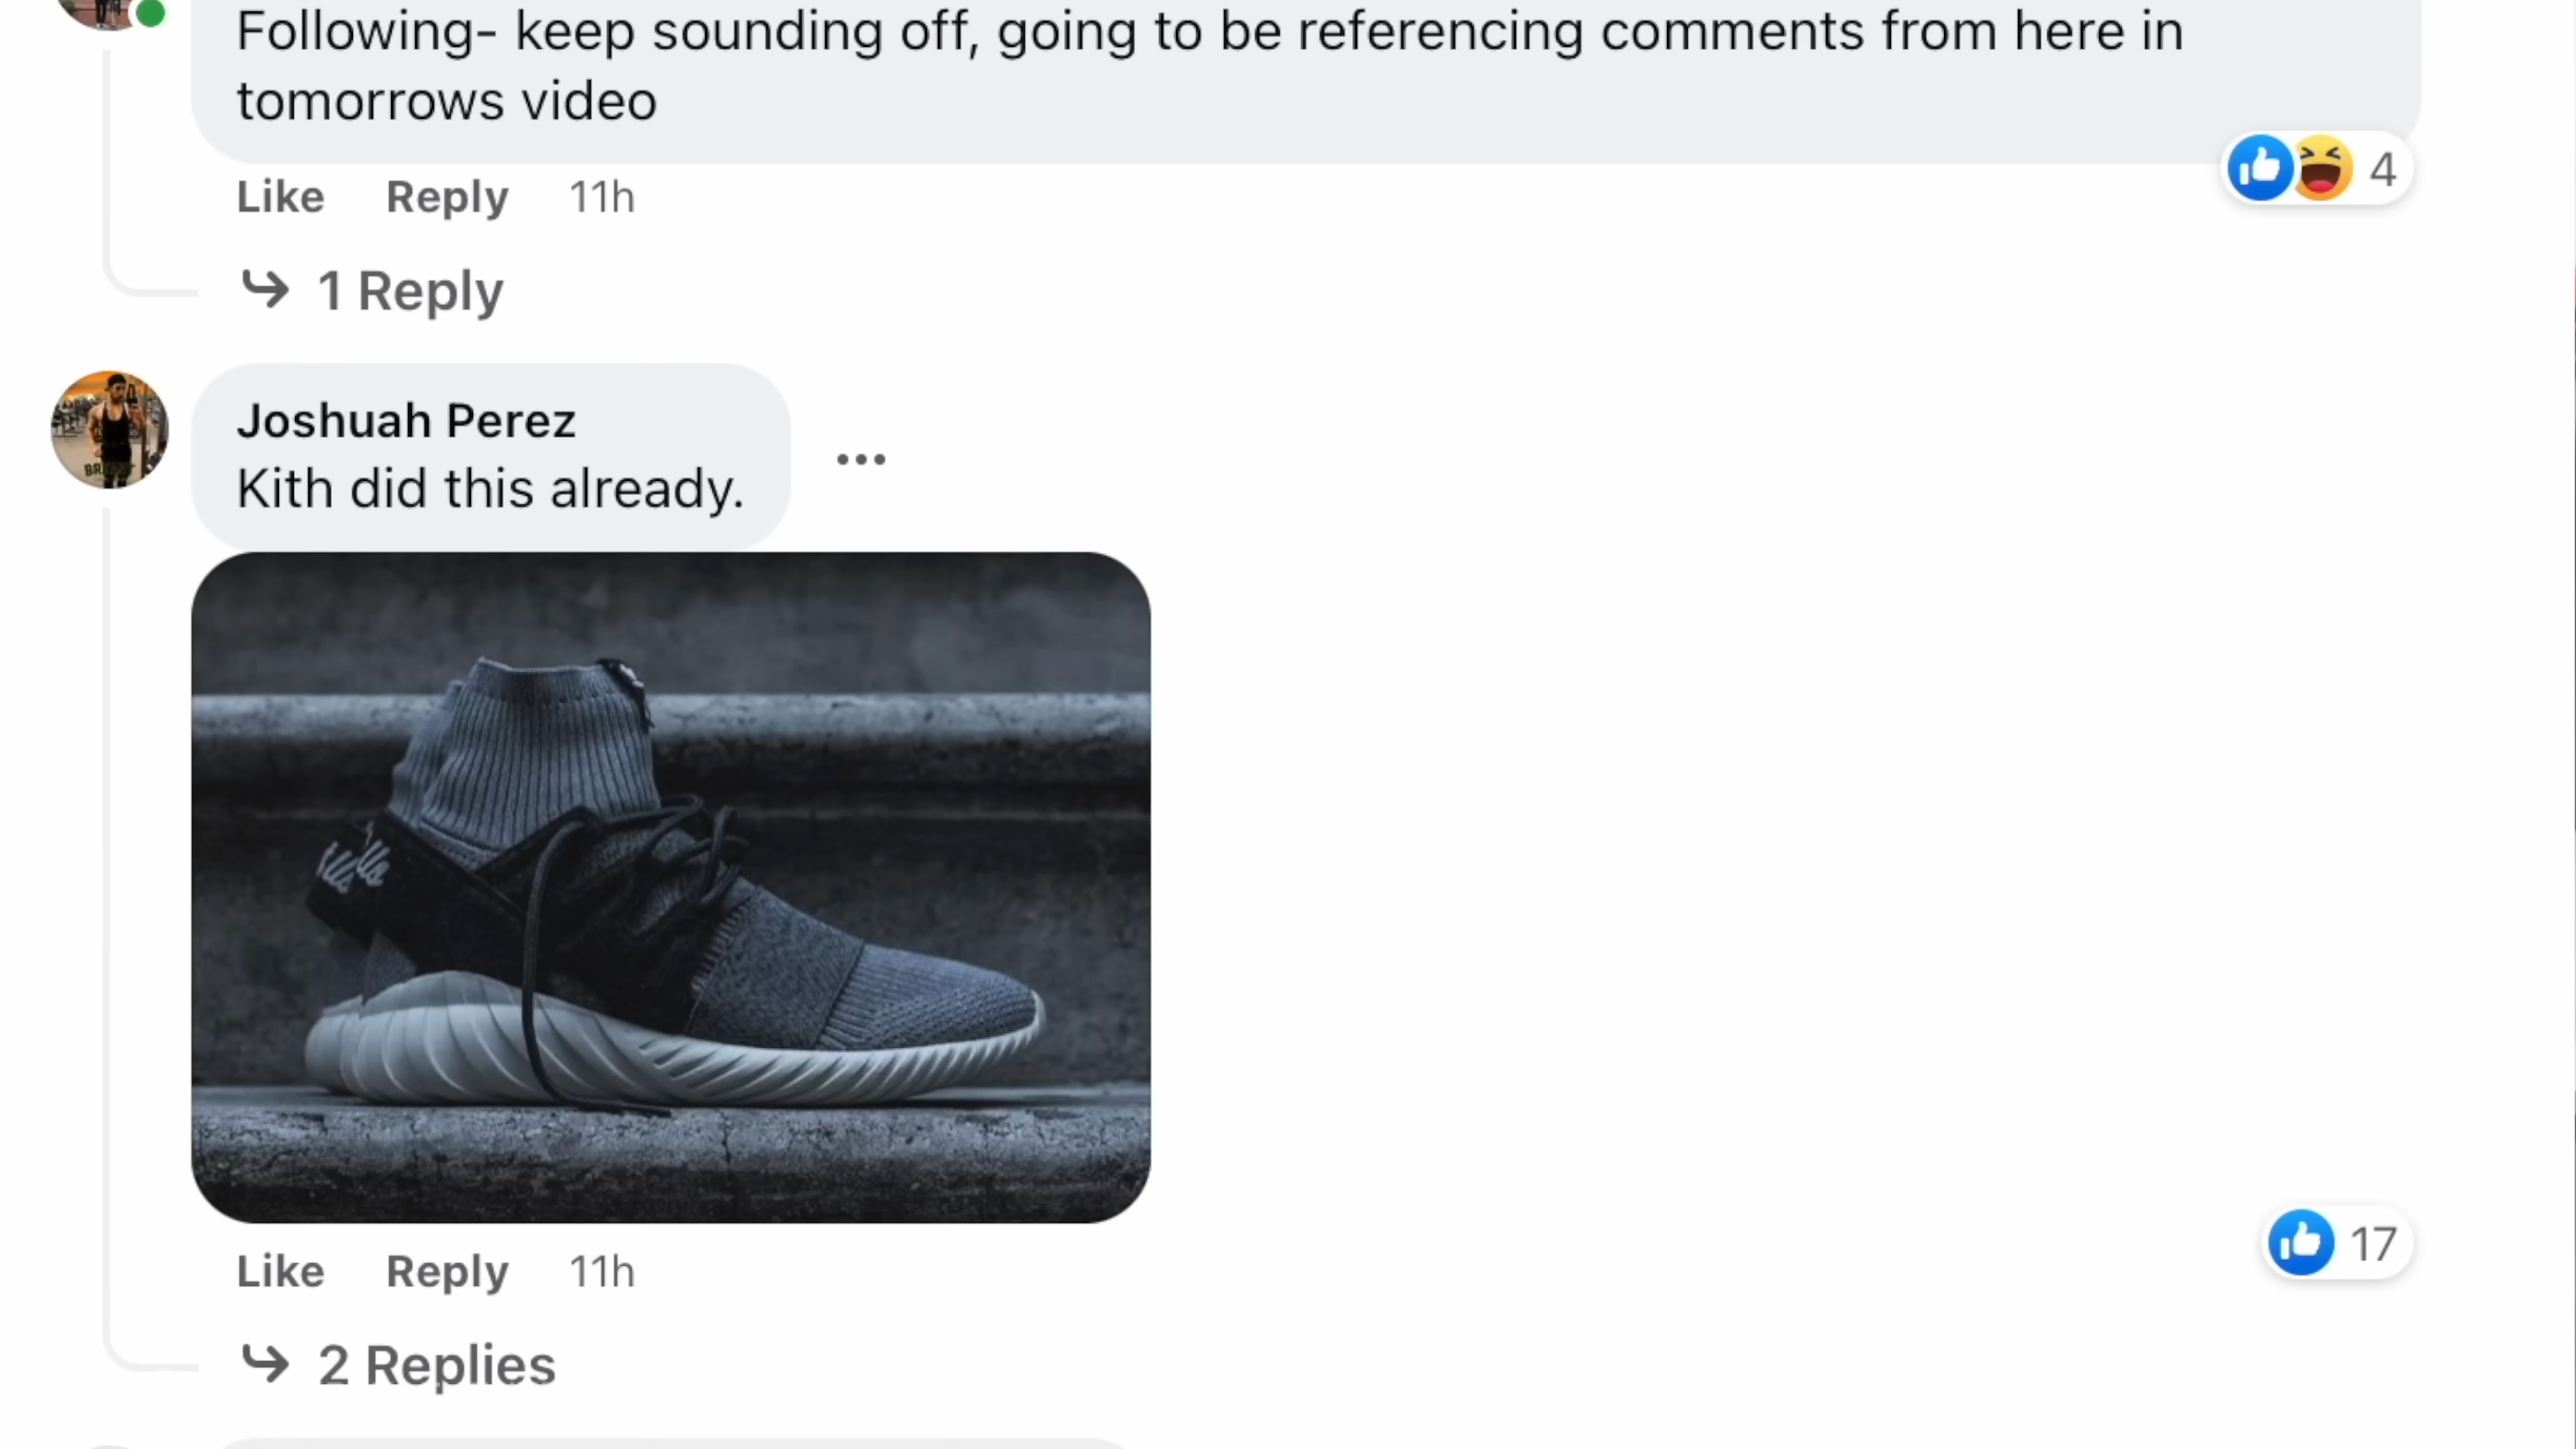 Following- keep sounding off, going to be referencing comments from here in
tomorrows video
4
Like Reply 11h
1 Reply
Joshuah Perez
Kith did this already.
Like Reply 11h
17
2 Replies